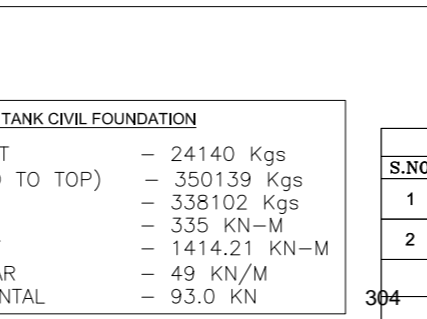 TANK CIVIL FOUNDATION
T – 24140 Kgs
TO TOP) – 350139 Kgs
– 338102 Kgs
– 335 KN–M
– 1414.21 KN–M
AR – 49 KN/M
NTAL – 93.0 KN
S.NO
1
2
304